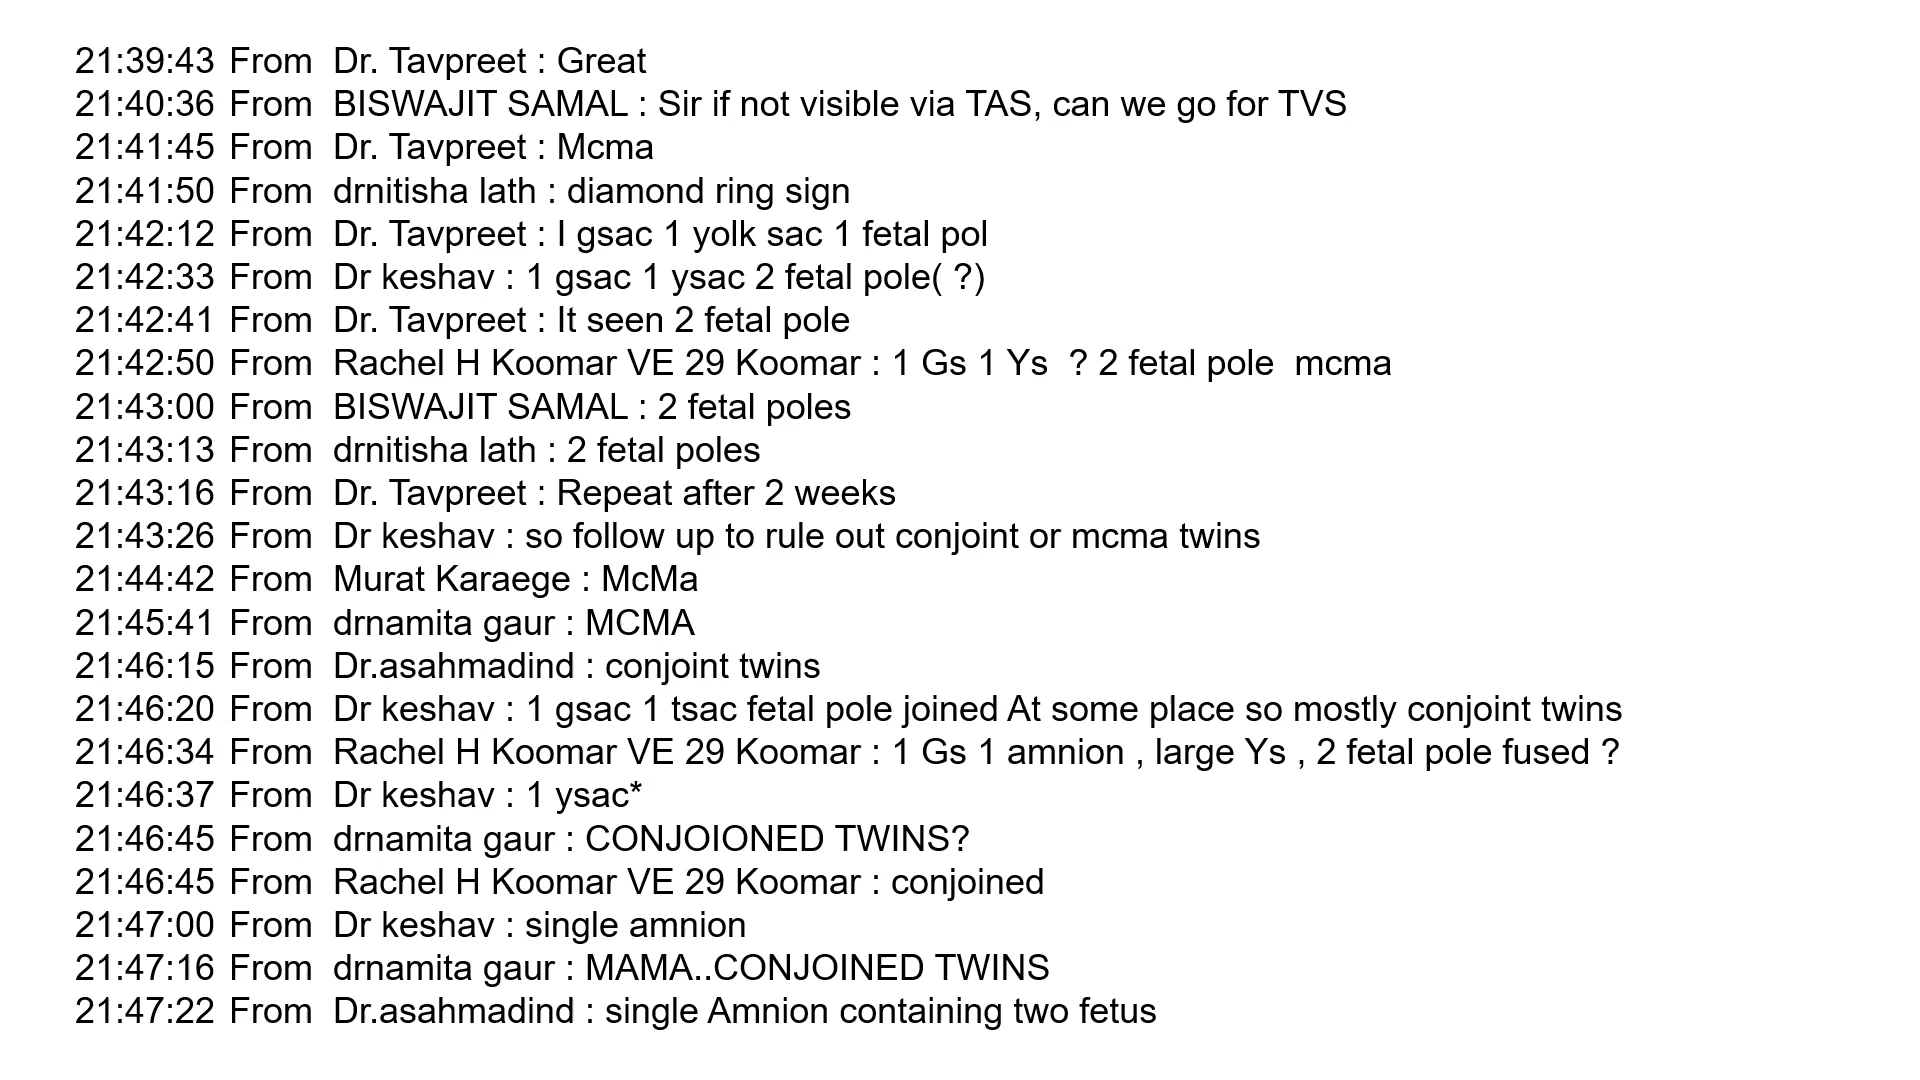 21:39:43 From Dr. Tavpreet : Great
21:40:36 From BISWAJIT SAMAL : Sir if not visible via TAS, can we go for TVS
21:41:45 From Dr. Tavpreet : Mcma
21:41:50 From drnitisha lath : diamond ring sign
21:42:12 From Dr. Tavpreet : I gsac 1 yolk sac 1 fetal pol
21:42:33 From Dr keshav : 1 gsac 1 ysac 2 fetal pole( ?)
21:42:41 From Dr. Tavpreet : It seen 2 fetal pole
21:42:50 From Rachel H Koomar VE 29 Koomar : 1 Gs 1 Ys ? 2 fetal pole mcma
21:43:00 From BISWAJIT SAMAL : 2 fetal poles
21:43:13 From drnitisha lath : 2 fetal poles
21:43:16 From Dr. Tavpreet : Repeat after 2 weeks
21:43:26 From Dr keshav : so follow up to rule out conjoint or mcma twins
21:44:42 From Murat Karaege : McMa
21:45:41 From drnamita gaur : MCMA
21:46:15 From Dr.asahmadind : conjoint twins
21:46:20 From Dr keshav : 1 gsac 1 tsac fetal pole joined At some place so mostly conjoint twins
21:46:34 From Rachel H Koomar VE 29 Koomar : 1 Gs 1 amnion , large Ys , 2 fetal pole fused ?
21:46:37 From Dr keshav : 1 ysac*
21:46:45 From drnamita gaur : CONJOIONED TWINS?
21:46:45 From Rachel H Koomar VE 29 Koomar : conjoined
21:47:00 From Dr keshav : single amnion
21:47:16 From drnamita gaur : MAMA..CONJOINED TWINS
21:47:22 From Dr.asahmadind : single Amnion containing two fetus